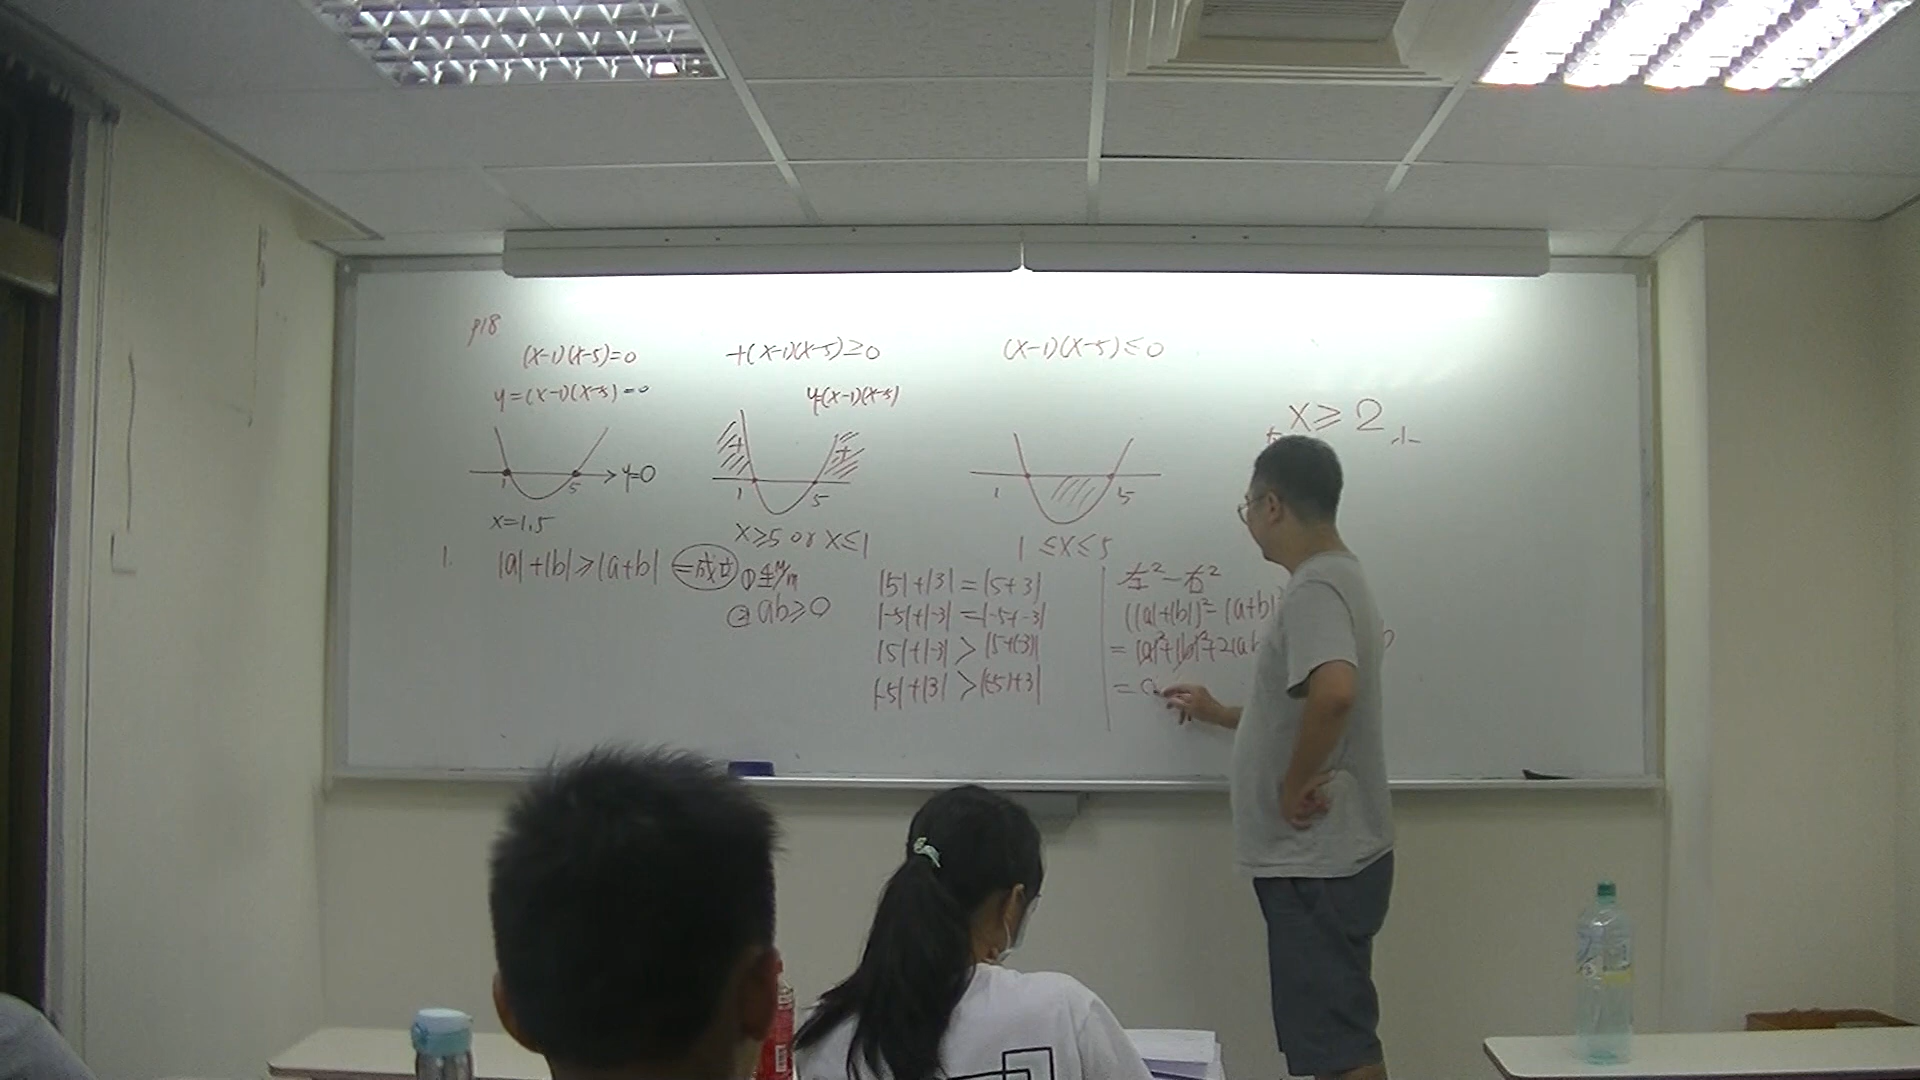 p18
(x-1)(x-5)=0
y=(x-1)(x-5)=0
1 5 y=0
x=1,5
+(x-1)(x-5)≥0
y=(x-1)(x-5)
+ +
1 5
x≥5 or x≤1
(x-1)(x-5)≤0
1 5
1≤x≤5
x≥2
1. |a|+|b|≥|a+b| =成立 ①
② ab≥0
|5|+|3|=|5+3|
|-5|+|-3|=|-5+-3|
|5|+|-3|>|5+(-3)|
|-5|+|3|>|(-5)+3|
左²-右²
(|a|+|b|)²-|a+b|²
=|a|²+|b|²+2|ab
=a